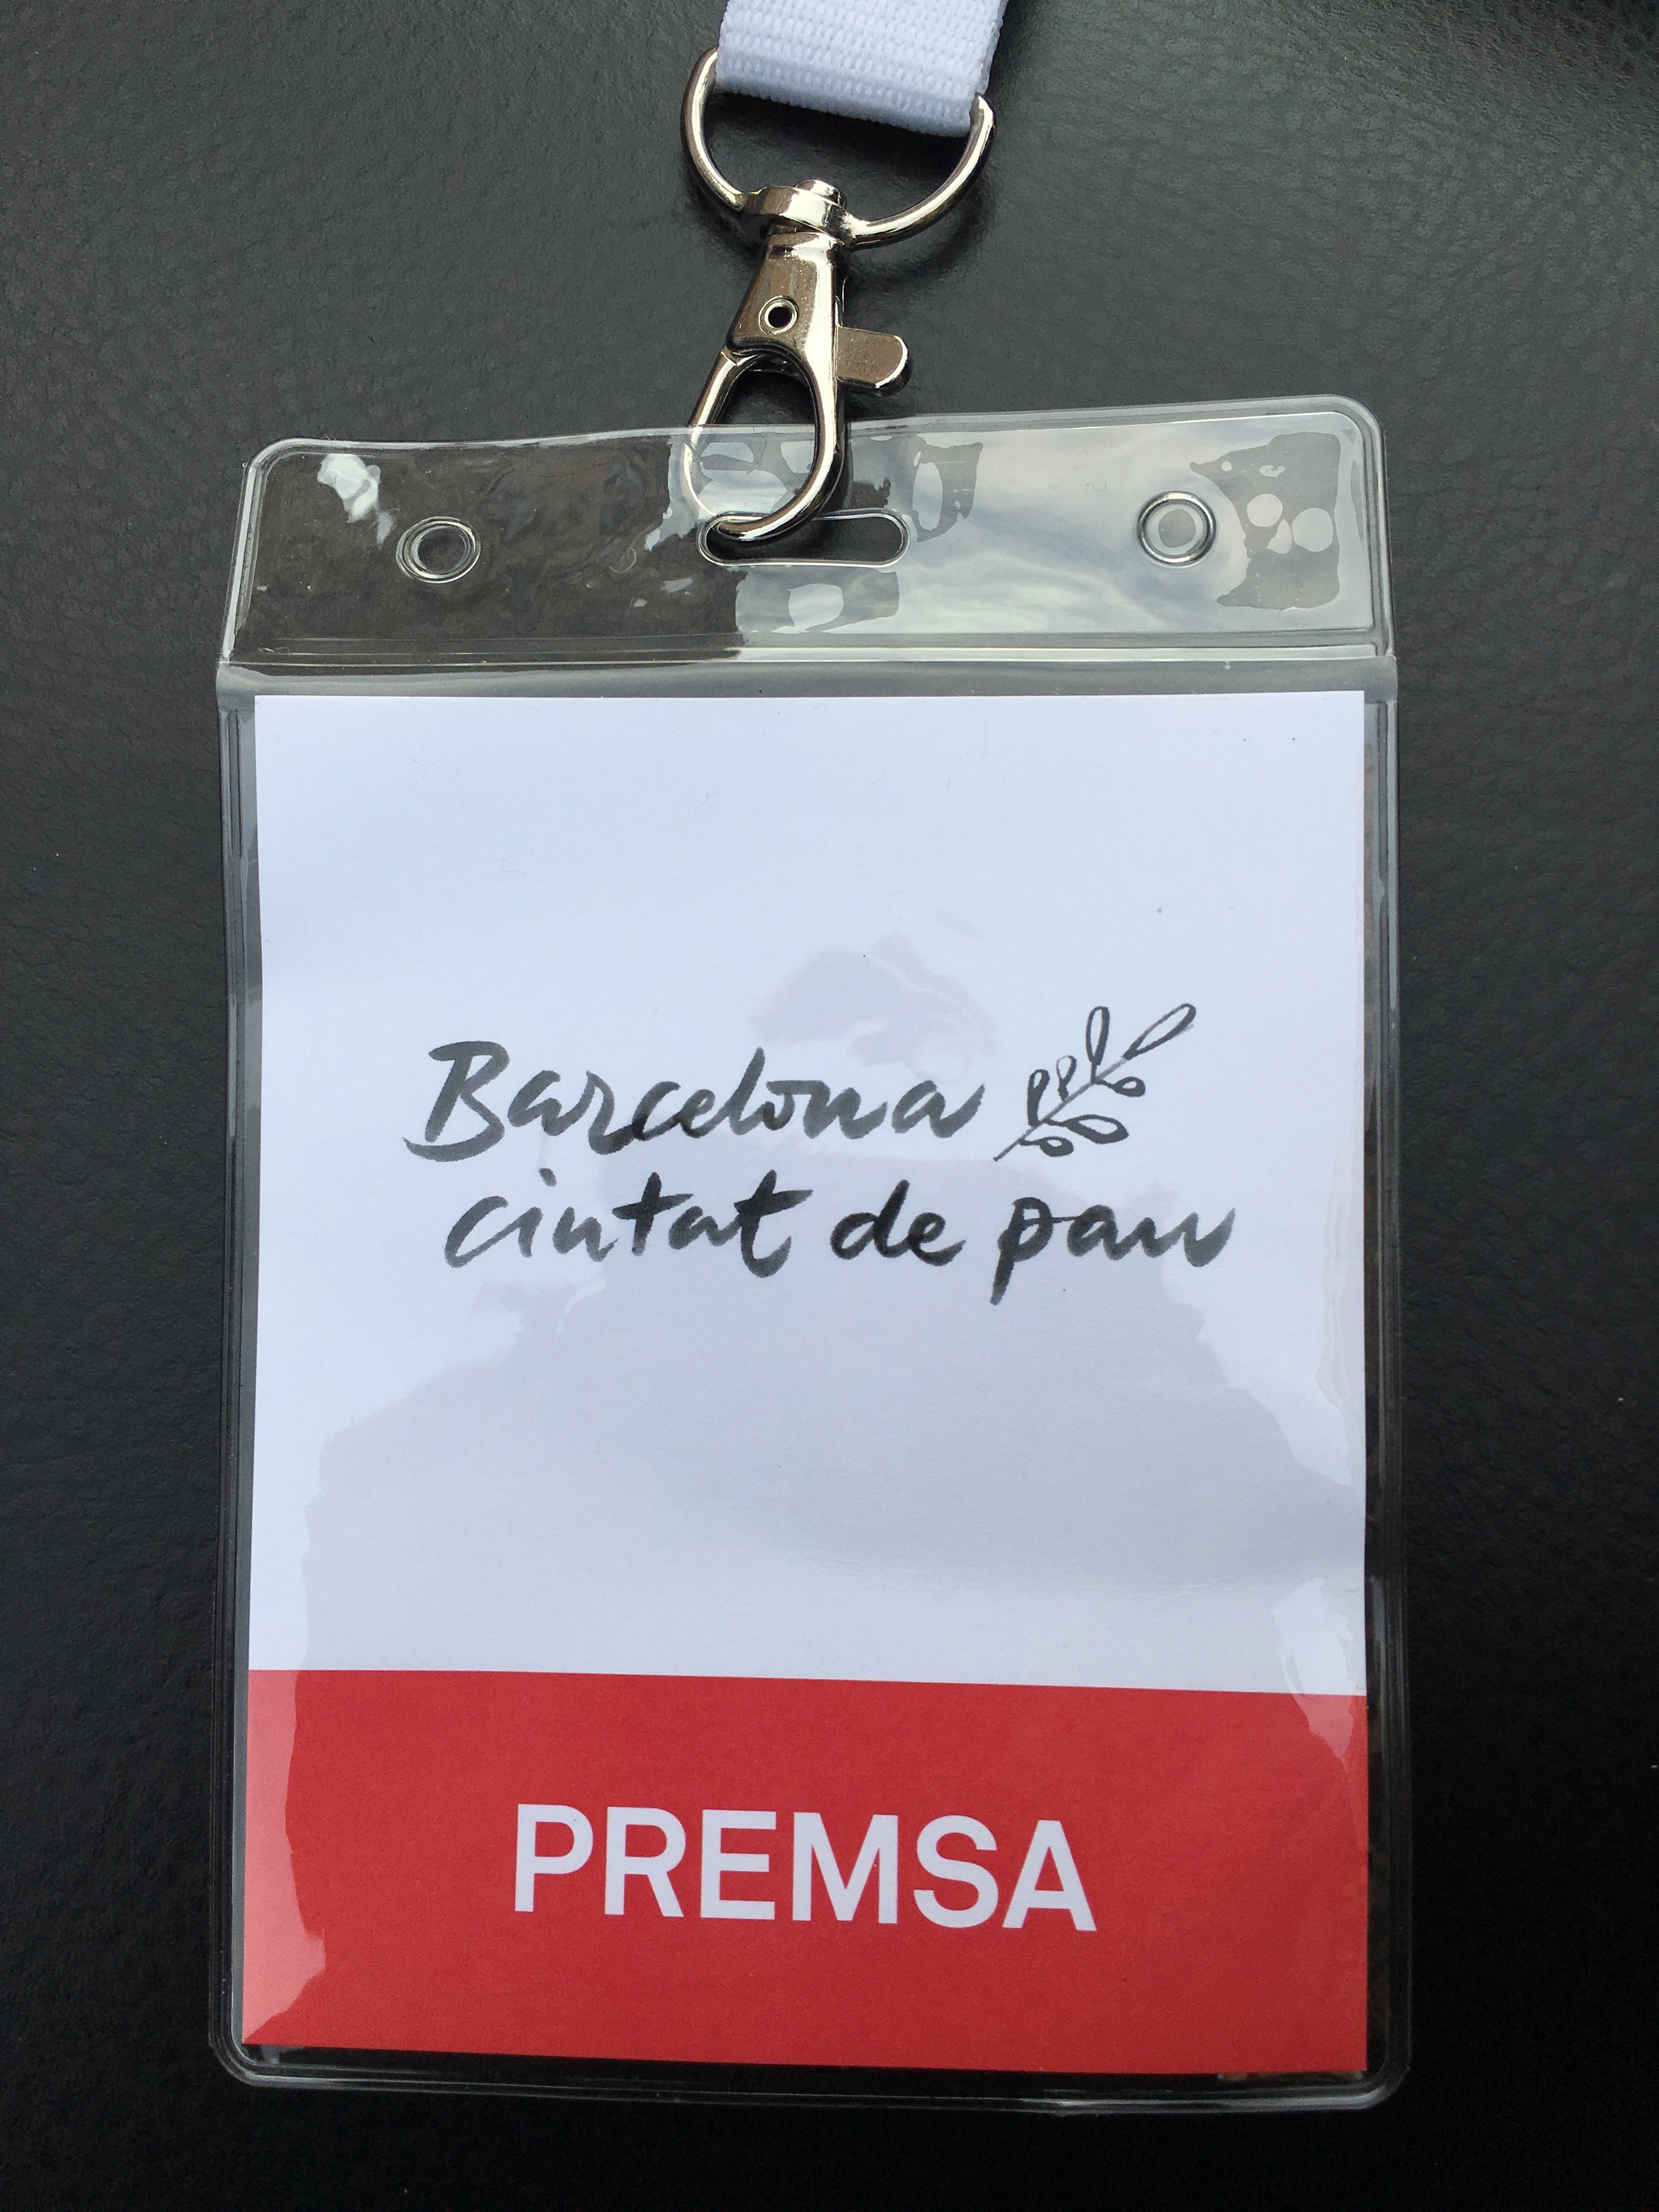 Barcelona
ciutat de pau
PREMSA